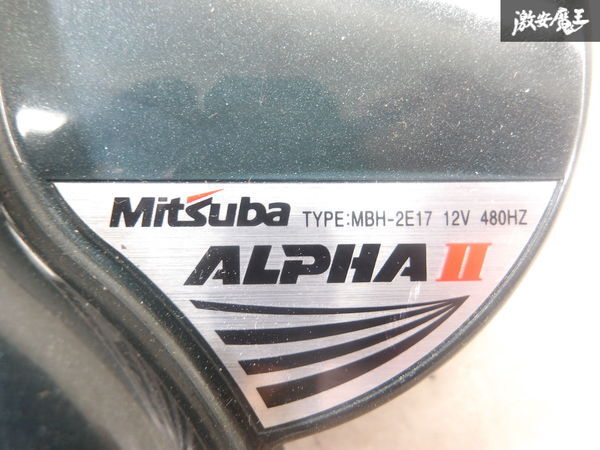 激安魔王
Mitsuba TYPE:MBH-2E17 12V 480HZ
ALPHA II